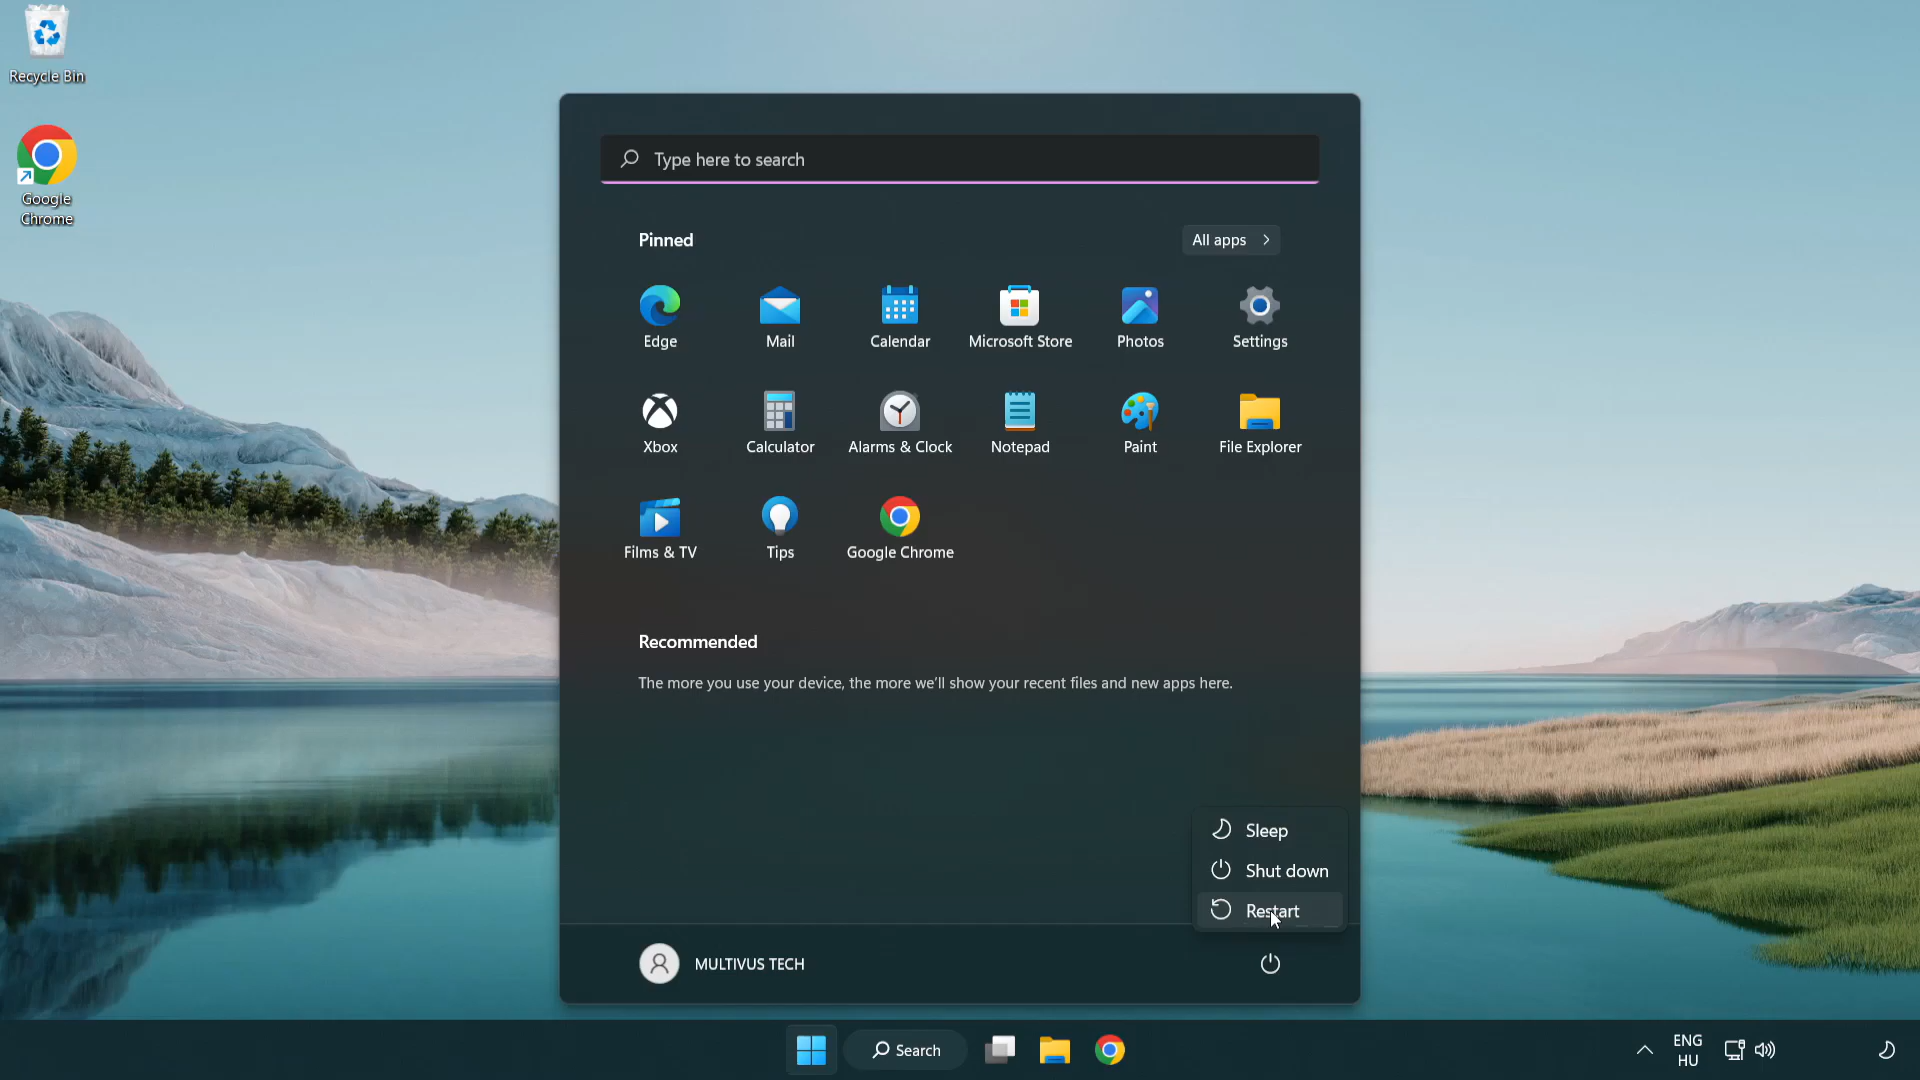 Recycle Bin
Google
Chrome
Type here to search
Pinned
All apps
Edge
Mail
Calendar
Microsoft Store
Photos
Settings
Xbox
Calculator
Alarms & Clock
Notepad
Paint
File Explorer
Films & TV
Tips
Google Chrome
Recommended
The more you use your device, the more we'll show your recent files and new apps here.
Sleep
Shut down
Restart
MULTIVUS TECH
Search
ENG
HU